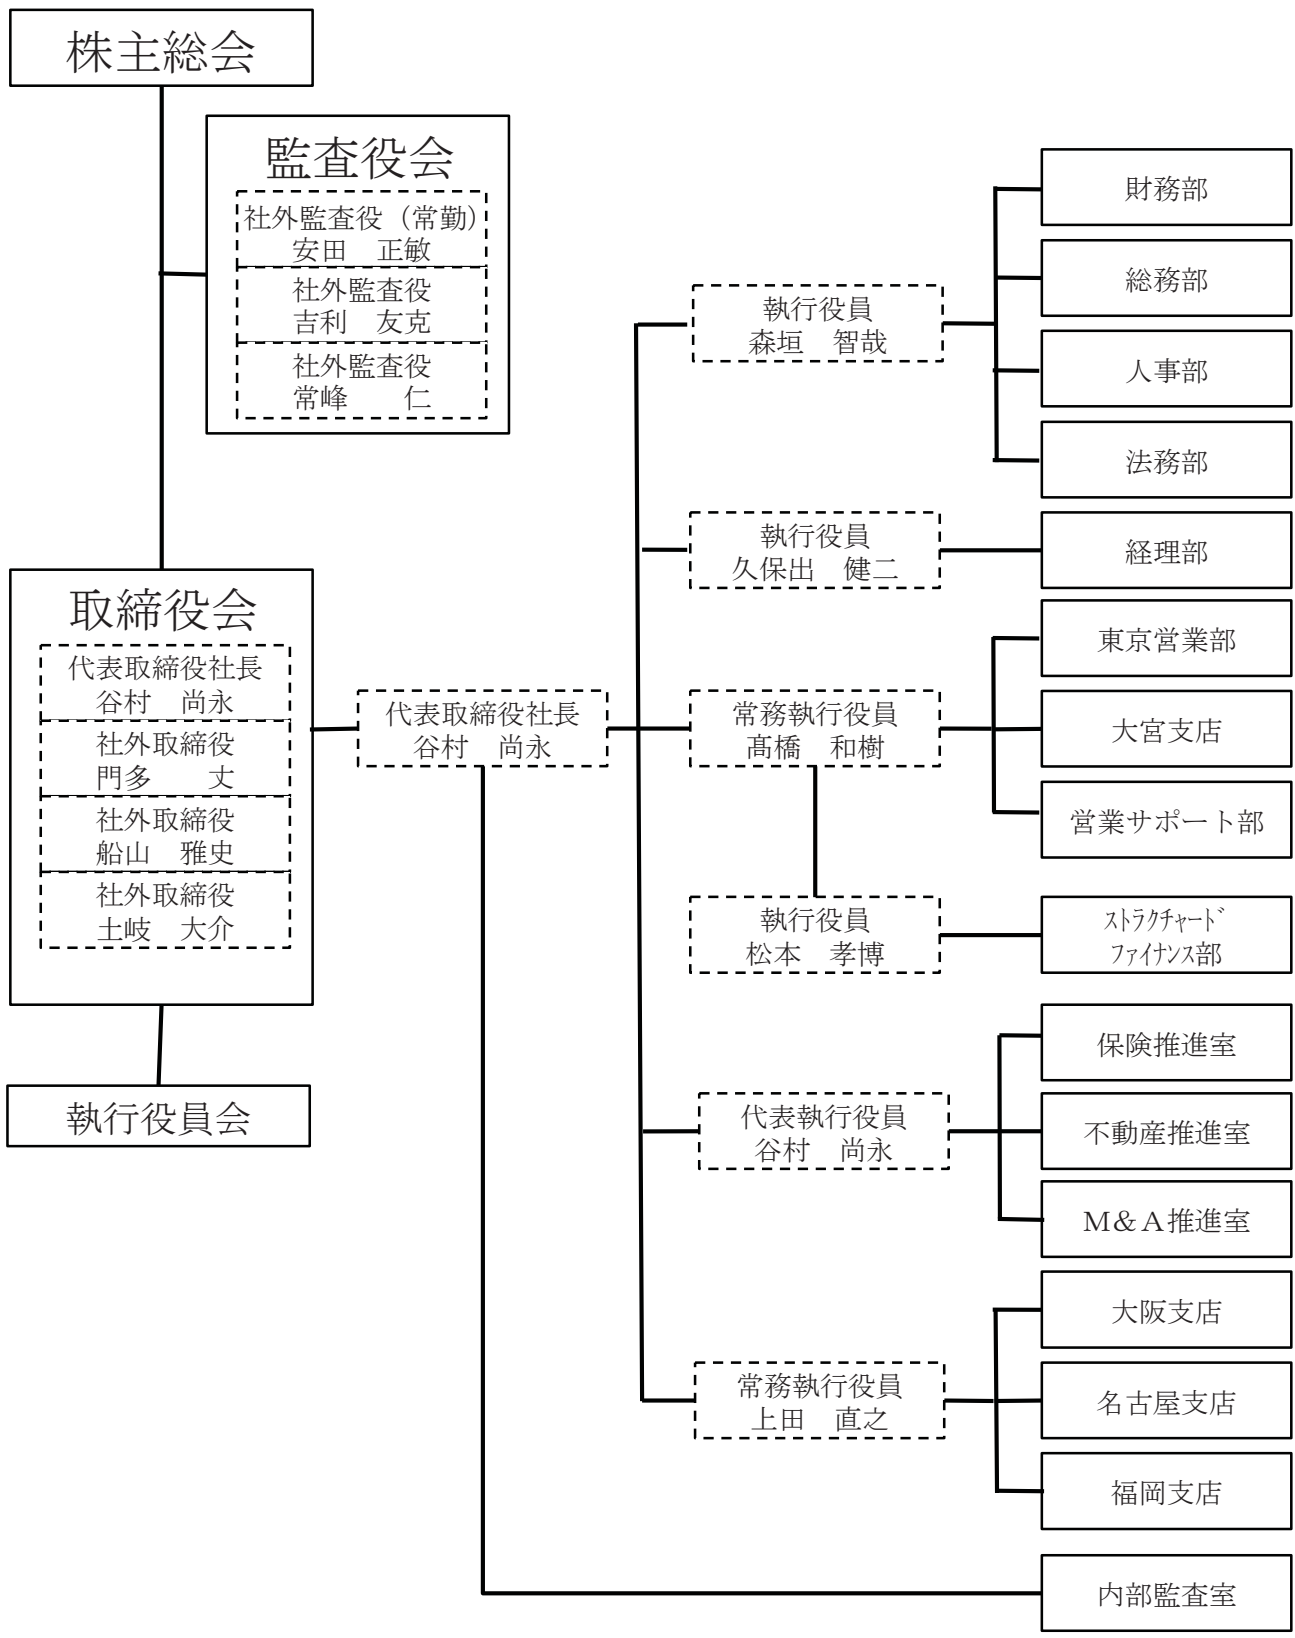 株主総会
監査役会
社外監査役（常勤）
安田　正敏
社外監査役
吉利　友克
社外監査役
常峰　　仁
取締役会
代表取締役社長
谷村　尚永
社外取締役
門多　　丈
社外取締役
船山　雅史
社外取締役
土岐　大介
執行役員会
代表取締役社長
谷村　尚永
執行役員
森垣　智哉
財務部
総務部
人事部
法務部
執行役員
久保出　健二
経理部
常務執行役員
髙橋　和樹
東京営業部
大宮支店
営業サポート部
執行役員
松本　孝博
ｽﾄﾗｸﾁｬｰﾄﾞ
ﾌｧｲﾅﾝｽ部
代表執行役員
谷村　尚永
保険推進室
不動産推進室
Ｍ＆Ａ推進室
常務執行役員
上田　直之
大阪支店
名古屋支店
福岡支店
内部監査室